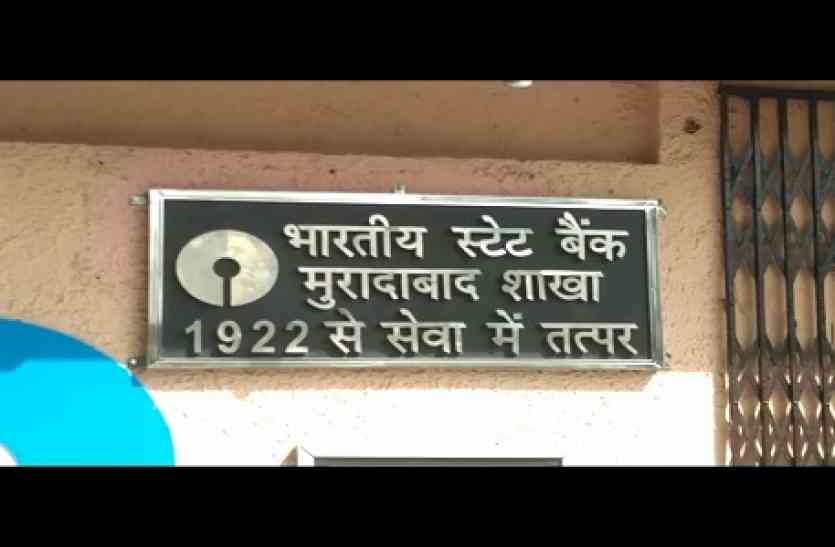 भारतीय स्टेट बैंक
मुरादाबाद शाखा
1922 से सेवा में तत्पर